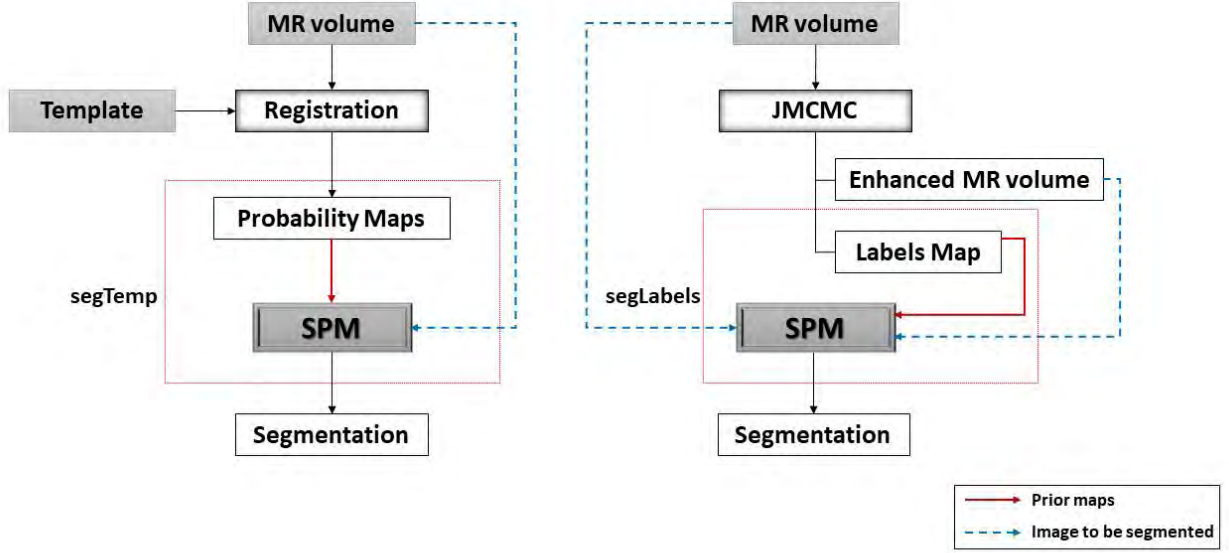 MR volume
Template
Registration
Probability Maps
segTemp
SPM
Segmentation
MR volume
JMCMC
Enhanced MR volume
Labels Map
segLabels
SPM
Segmentation
Prior maps
Image to be segmented